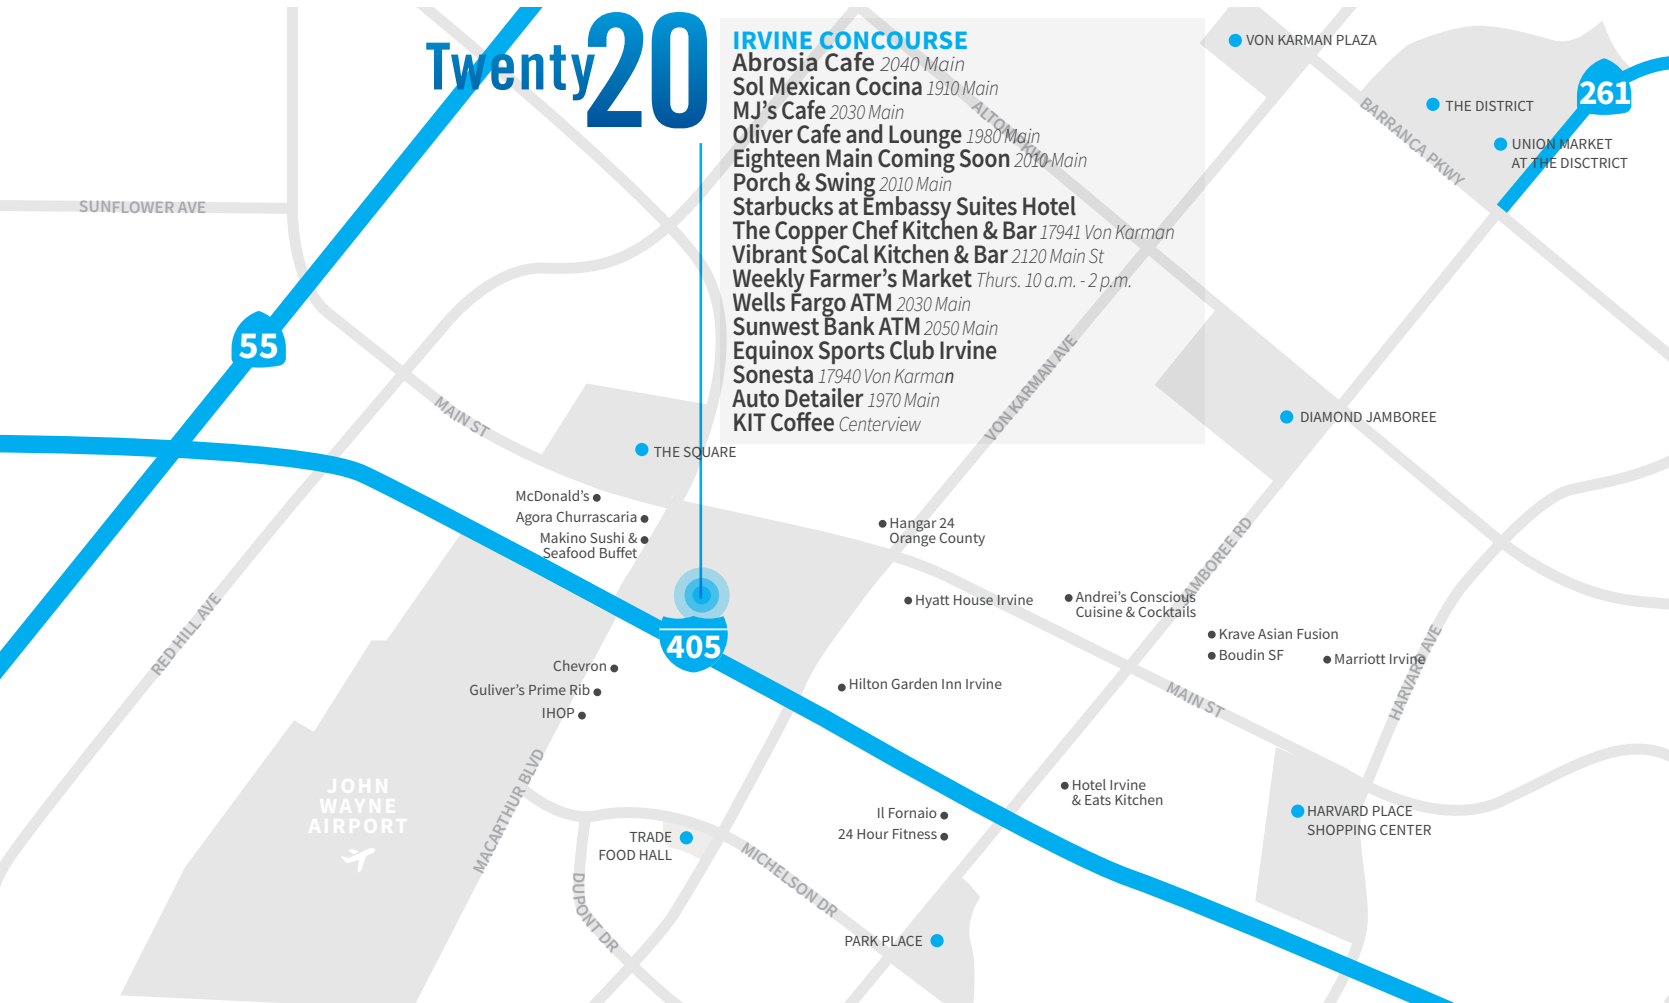 Twenty20
IRVINE CONCOURSE
Abrosia Cafe 2040 Main
Sol Mexican Cocina 1910 Main
MJ's Cafe 2030 Main
Oliver Cafe and Lounge 1980 Main
Eighteen Main Coming Soon 2010 Main
Porch & Swing 2010 Main
Starbucks at Embassy Suites Hotel
The Copper Chef Kitchen & Bar 17941 Von Karman
Vibrant SoCal Kitchen & Bar 2120 Main St
Weekly Farmer's Market Thurs. 10 a.m. - 2 p.m.
Wells Fargo ATM 2030 Main
Sunwest Bank ATM 2050 Main
Equinox Sports Club Irvine
Sonesta 17940 Von Karman
Auto Detailer 1970 Main
KIT Coffee Centerview
VON KARMAN PLAZA
261
THE DISTRICT
UNION MARKET
AT THE DISCTRICT
BARRANCA PKWY
ALTON PKWY
SUNFLOWER AVE
55
MAIN ST
VON KARMAN AVE
DIAMOND JAMBOREE
THE SQUARE
McDonald's
Agora Churrascaria
Makino Sushi &
Seafood Buffet
Hangar 24
Orange County
JAMBOREE RD
Hyatt House Irvine
Andrei's Conscious
Cuisine & Cocktails
Krave Asian Fusion
Boudin SF
Marriott Irvine
HARVARD AVE
RED HILL AVE
405
Chevron
Guliver's Prime Rib
IHOP
Hilton Garden Inn Irvine
MAIN ST
JOHN
WAYNE
AIRPORT
MACARTHUR BLVD
Hotel Irvine
& Eats Kitchen
Il Fornaio
24 Hour Fitness
HARVARD PLACE
SHOPPING CENTER
TRADE
FOOD HALL
MICHELSON DR
DUPONT DR
PARK PLACE